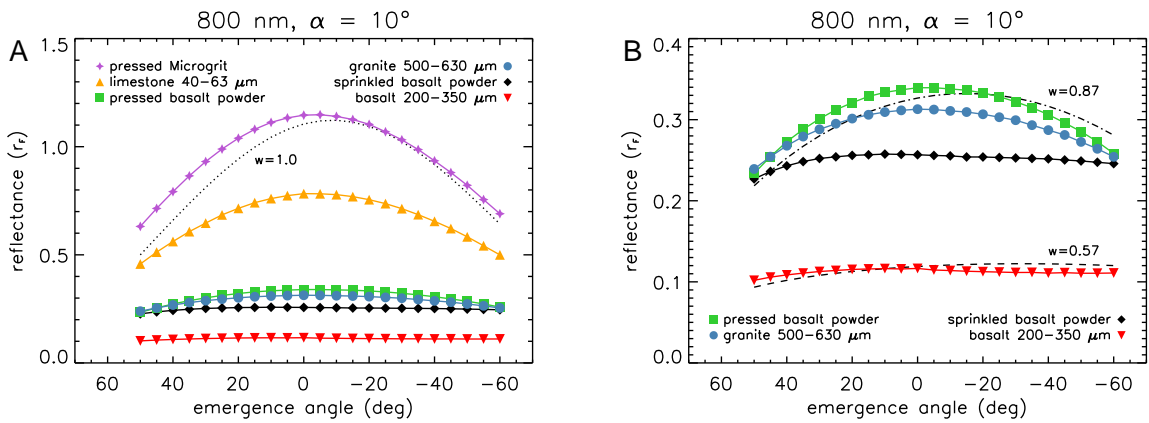 800 nm, α = 10°
A
1.5
1.0
0.5
0.0
reflectance (r_F)
pressed Microgrit
limestone 40−63 μm
pressed basalt powder
granite 500−630 μm
sprinkled basalt powder
basalt 200−350 μm
w=1.0
60 40 20 0 −20 −40 −60
emergence angle (deg)
800 nm, α = 10°
B
0.4
0.3
0.2
0.1
0.0
reflectance (r_F)
w=0.87
w=0.57
pressed basalt powder
granite 500−630 μm
sprinkled basalt powder
basalt 200−350 μm
60 40 20 0 −20 −40 −60
emergence angle (deg)